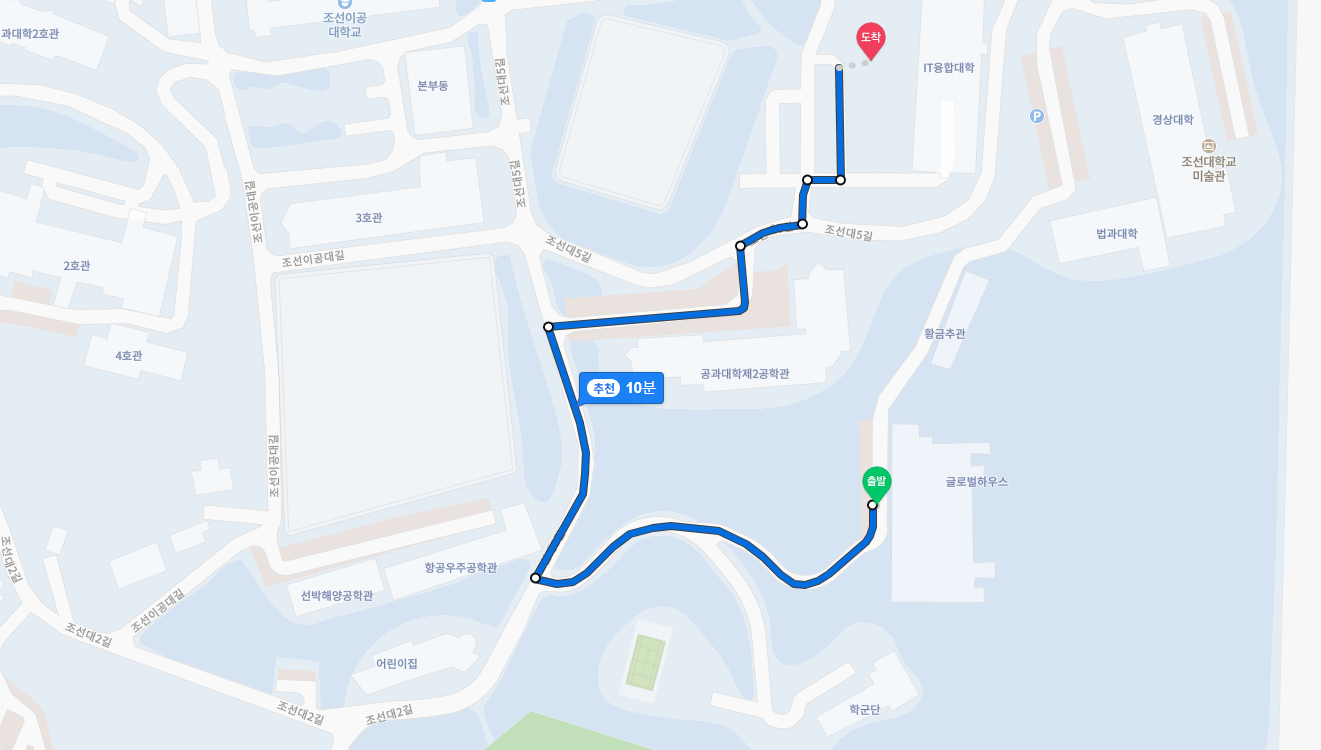 조선이공
대학교
과대학2호관
도착
IT융합대학
본부동
조선대5길
P
경상대학
조선대학교
미술관
조선대5길
3호관
조선이공대길
조선대5길
법과대학
조선대5길
조선이공대길
2호관
황금추관
4호관
공과대학제2공학관
추천 10분
조선이공대길
출발
글로벌하우스
항공우주공학관
조선대2길
선박해양공학관
조선이공대길
조선대2길
어린이집
학군단
조선대2길
조선대2길